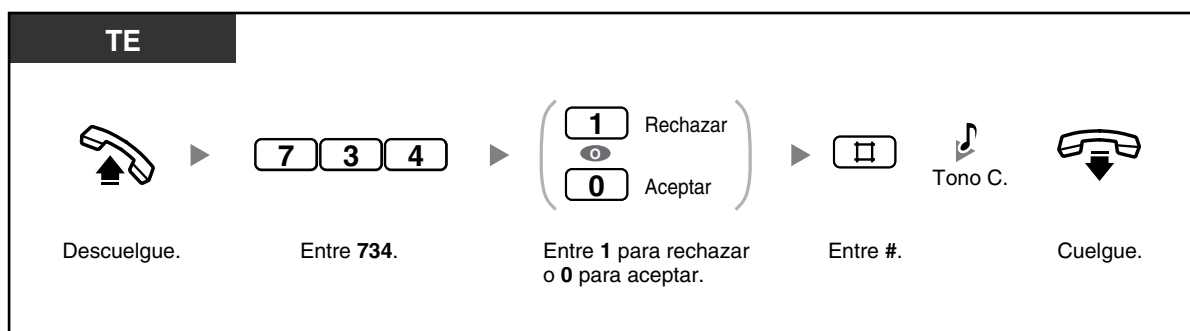 TE
7 3 4
1 Rechazar
o
0 Aceptar
#
Tono C.
Descuelgue.
Entre 734.
Entre 1 para rechazar
o 0 para aceptar.
Entre #.
Cuelgue.